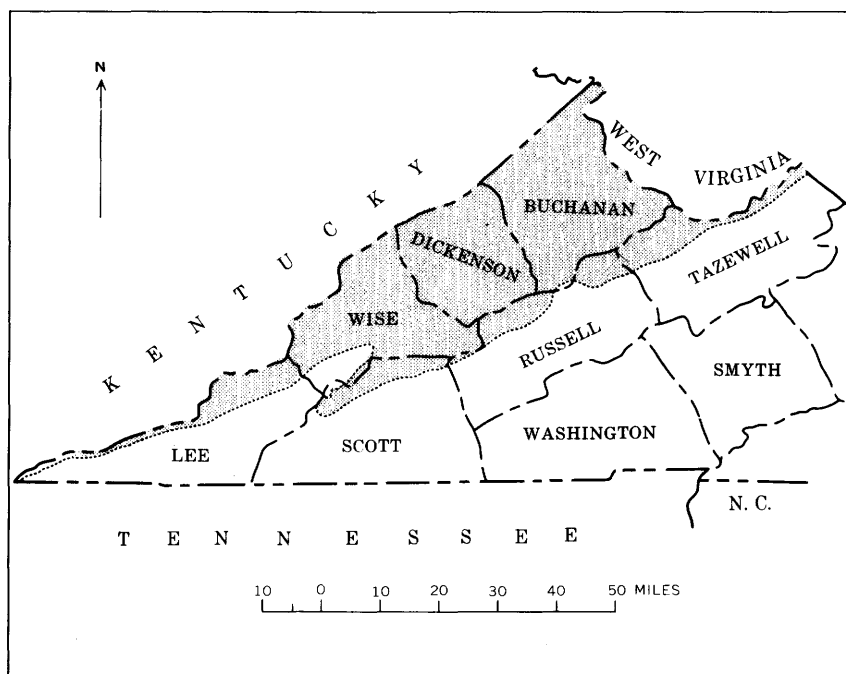 N
WEST
VIRGINIA
KENTUCKY
BUCHANAN
DICKENSON
TAZEWELL
WISE
RUSSELL
SMYTH
LEE
SCOTT
WASHINGTON
N. C.
TENNESSEE
10 0 10 20 30 40 50 MILES